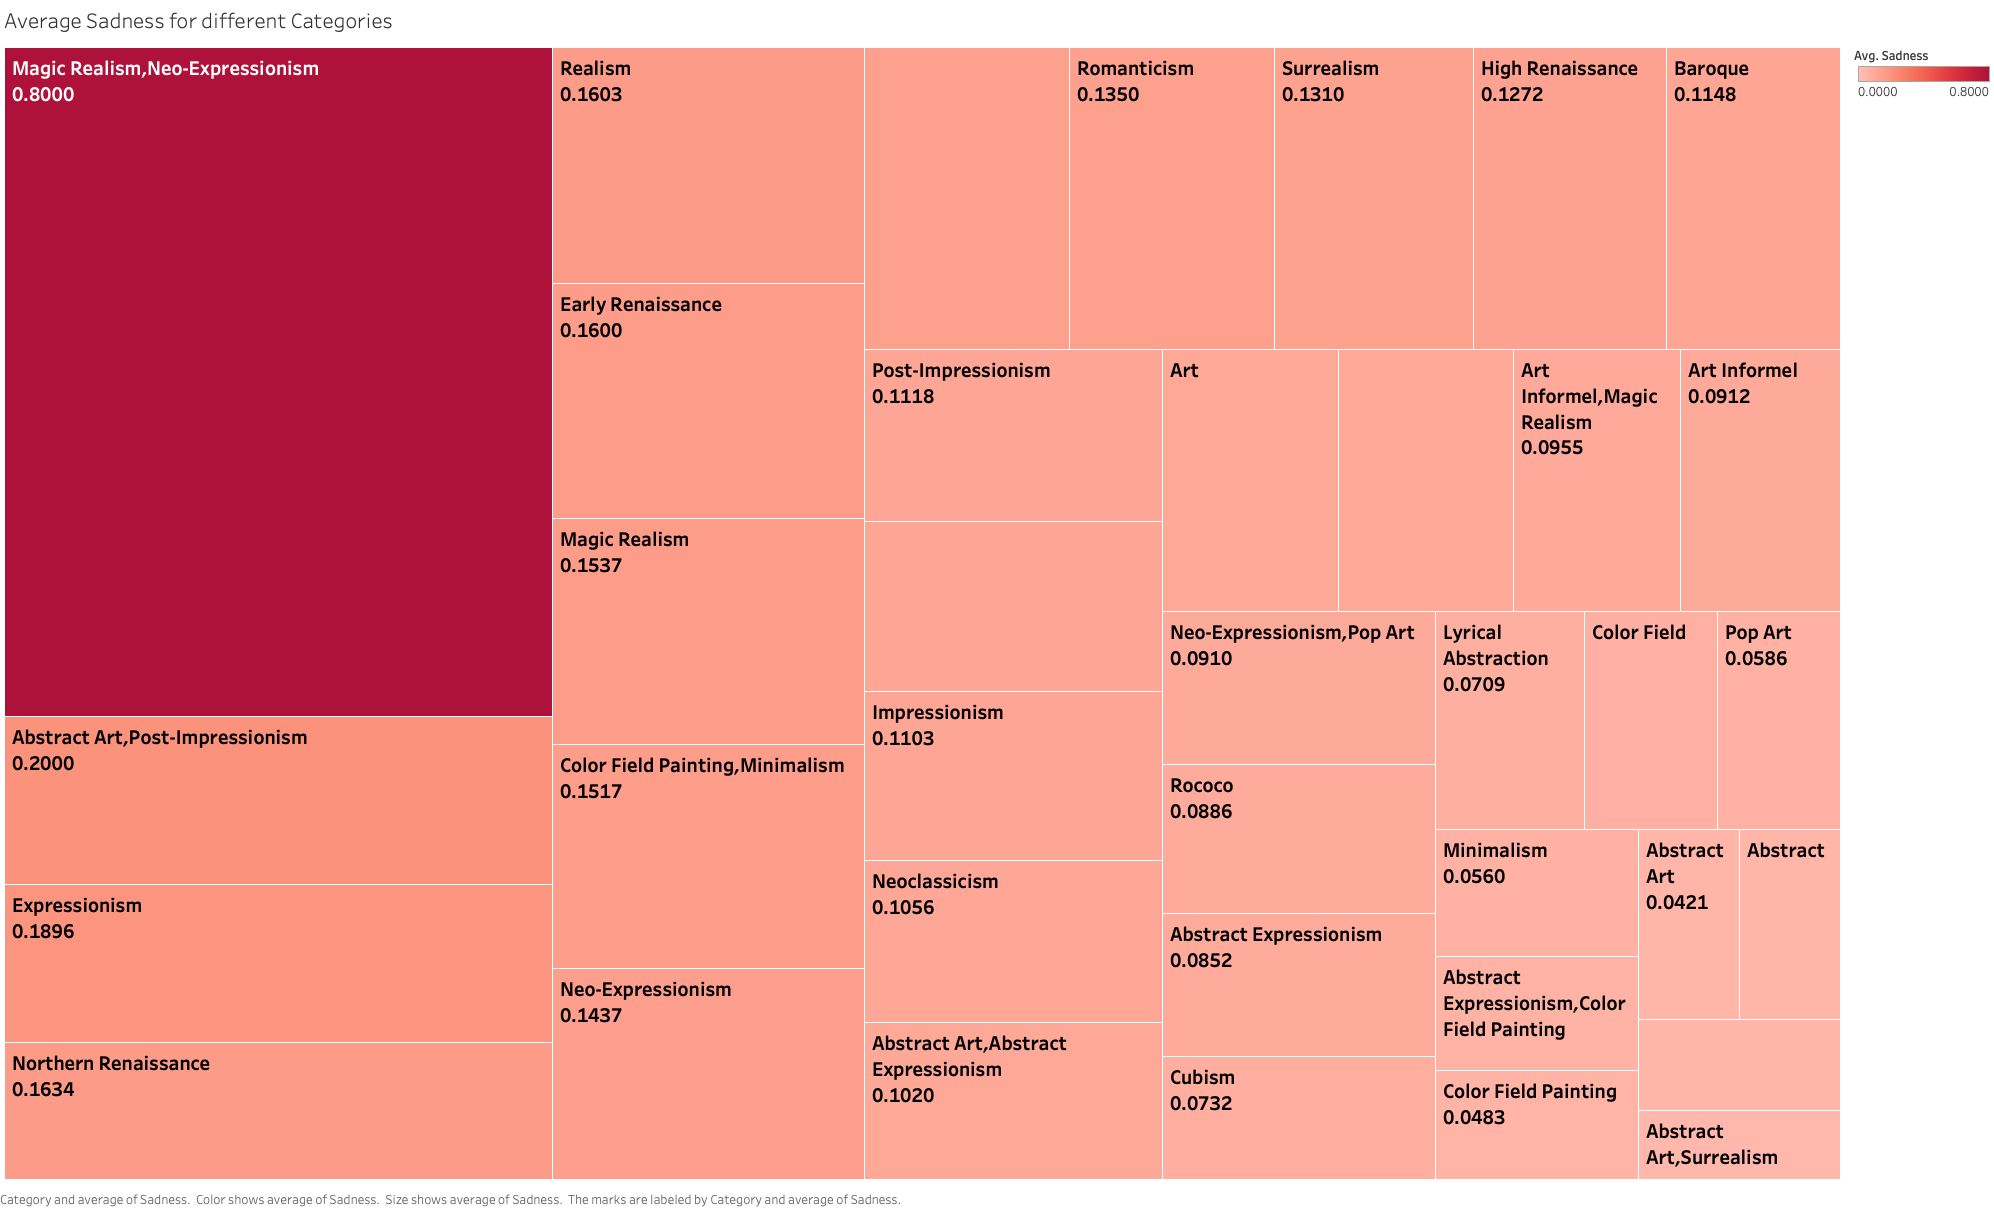 Average Sadness for different Categories
Magic Realism,Neo-Expressionism
0.8000
Abstract Art,Post-Impressionism
0.2000
Expressionism
0.1896
Northern Renaissance
0.1634
Realism
0.1603
Early Renaissance
0.1600
Magic Realism
0.1537
Color Field Painting,Minimalism
0.1517
Neo-Expressionism
0.1437
Romanticism
0.1350
Surrealism
0.1310
High Renaissance
0.1272
Baroque
0.1148
Post-Impressionism
0.1118
Impressionism
0.1103
Neoclassicism
0.1056
Abstract Art,Abstract
Expressionism
0.1020
Art
Art
Informel,Magic
Realism
0.0955
Art Informel
0.0912
Neo-Expressionism,Pop Art
0.0910
Rococo
0.0886
Abstract Expressionism
0.0852
Cubism
0.0732
Lyrical
Abstraction
0.0709
Color Field
Pop Art
0.0586
Minimalism
0.0560
Abstract
Expressionism,Color
Field Painting
Color Field Painting
0.0483
Abstract
Art
0.0421
Abstract
Abstract
Art,Surrealism
Avg. Sadness
0.0000
0.8000
Category and average of Sadness. Color shows average of Sadness. Size shows average of Sadness. The marks are labeled by Category and average of Sadness.